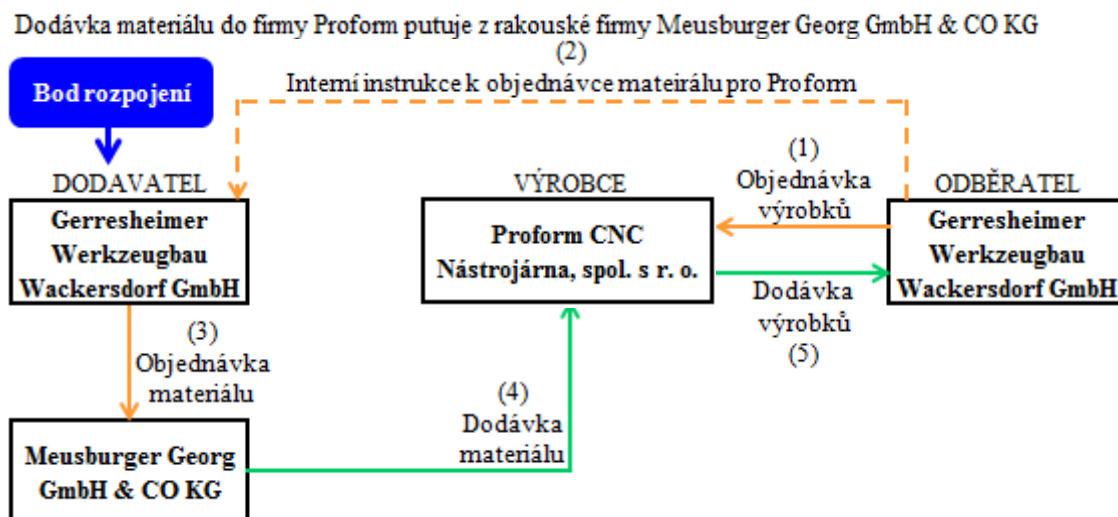 Dodávka materiálu do firmy Proform putuje z rakouské firmy Meusburger Georg GmbH & CO KG
(2)
Interní instrukce k objednávce mateirálu pro Proform
Bod rozpojení
DODAVATEL
Gerresheimer
Werkzeugbau
Wackersdorf GmbH
VÝROBCE
Proform CNC
Nástrojárna, spol. s r. o.
(1)
Objednávka
výrobků
ODBĚRATEL
Gerresheimer
Werkzeugbau
Wackersdorf GmbH
Dodávka
výrobků
(5)
(3)
Objednávka
materiálu
(4)
Dodávka
materiálu
Meusburger Georg
GmbH & CO KG